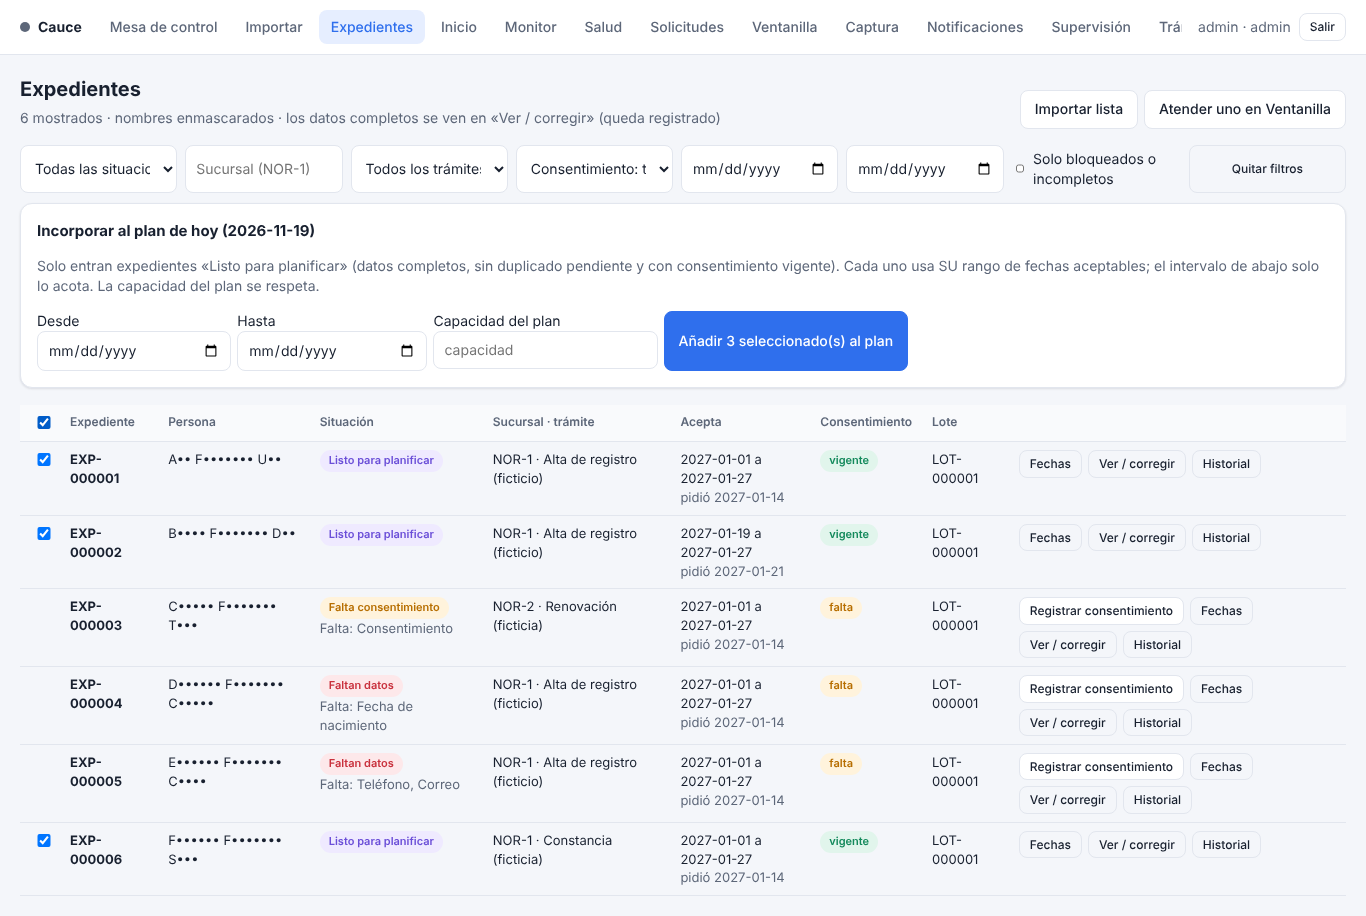 Cauce Mesa de control Importar Expedientes Inicio Monitor Salud Solicitudes Ventanilla Captura Notificaciones Supervisión Trá admin · admin Salir
Expedientes
6 mostrados · nombres enmascarados · los datos completos se ven en «Ver / corregir» (queda registrado)
Importar lista Atender uno en Ventanilla
Todas las situacic Sucursal (NOR-1) Todos los trámite: Consentimiento: t mm/dd/yyyy mm/dd/yyyy Solo bloqueados o
incompletos
Quitar filtros
Incorporar al plan de hoy (2026-11-19)
Solo entran expedientes «Listo para planificar» (datos completos, sin duplicado pendiente y con consentimiento vigente). Cada uno usa SU rango de fechas aceptables; el intervalo de abajo solo
lo acota. La capacidad del plan se respeta.
Desde Hasta Capacidad del plan
mm/dd/yyyy mm/dd/yyyy capacidad Añadir 3 seleccionado(s) al plan
Expediente Persona Situación Sucursal · trámite Acepta Consentimiento Lote
EXP- A•• F••••••• U•• Listo para planificar NOR-1 · Alta de registro 2027-01-01 a vigente LOT- Fechas Ver / corregir Historial
000001 (ficticio) 2027-01-27 000001
pidió 2027-01-14
EXP- B•••• F••••••• D•• Listo para planificar NOR-1 · Alta de registro 2027-01-19 a vigente LOT- Fechas Ver / corregir Historial
000002 (ficticio) 2027-01-27 000001
pidió 2027-01-21
EXP- C••••• F••••••• Falta consentimiento NOR-2 · Renovación 2027-01-01 a falta LOT- Registrar consentimiento Fechas
000003 T••• Falta: Consentimiento (ficticia) 2027-01-27 000001
pidió 2027-01-14 Ver / corregir Historial
EXP- D•••••• F••••••• Faltan datos NOR-1 · Alta de registro 2027-01-01 a falta LOT- Registrar consentimiento Fechas
000004 C••••• Falta: Fecha de (ficticio) 2027-01-27 000001
nacimiento pidió 2027-01-14 Ver / corregir Historial
EXP- E•••••• F••••••• Faltan datos NOR-1 · Alta de registro 2027-01-01 a falta LOT- Registrar consentimiento Fechas
000005 C•••• Falta: Teléfono, Correo (ficticio) 2027-01-27 000001
pidió 2027-01-14 Ver / corregir Historial
EXP- F•••••• F••••••• Listo para planificar NOR-1 · Constancia 2027-01-01 a vigente LOT- Fechas Ver / corregir Historial
000006 S••• (ficticia) 2027-01-27 000001
pidió 2027-01-14